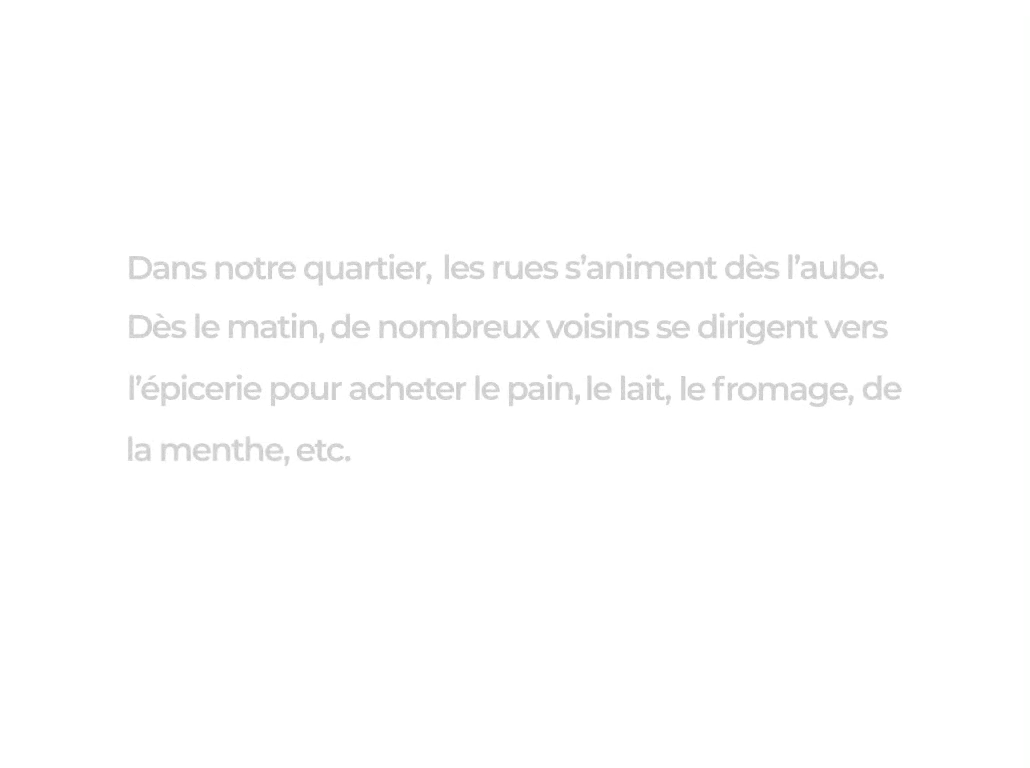 Dans notre quartier, les rues s’animent dès l’aube.
Dès le matin, de nombreux voisins se dirigent vers
l’épicerie pour acheter le pain, le lait, le fromage, de
la menthe, etc.